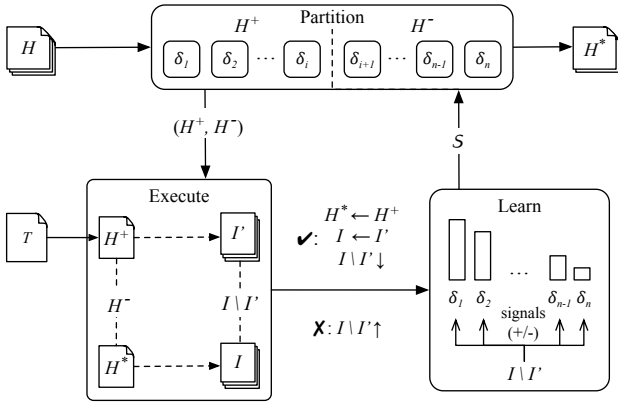 Partition
H⁺ H⁻
H
δ₁ δ₂ ⋯ δᵢ δᵢ₊₁ ⋯ δₙ₋₁ δₙ
H*
(H⁺, H⁻)
S
Execute
T
H⁺ I’
H⁻ I \ I’
H* I
H* ← H⁺
✔: I ← I’
I \ I’ ↓
✗: I \ I’ ↑
Learn
…
δ₁ δ₂ δₙ₋₁ δₙ
signals
(+/-)
I \ I’